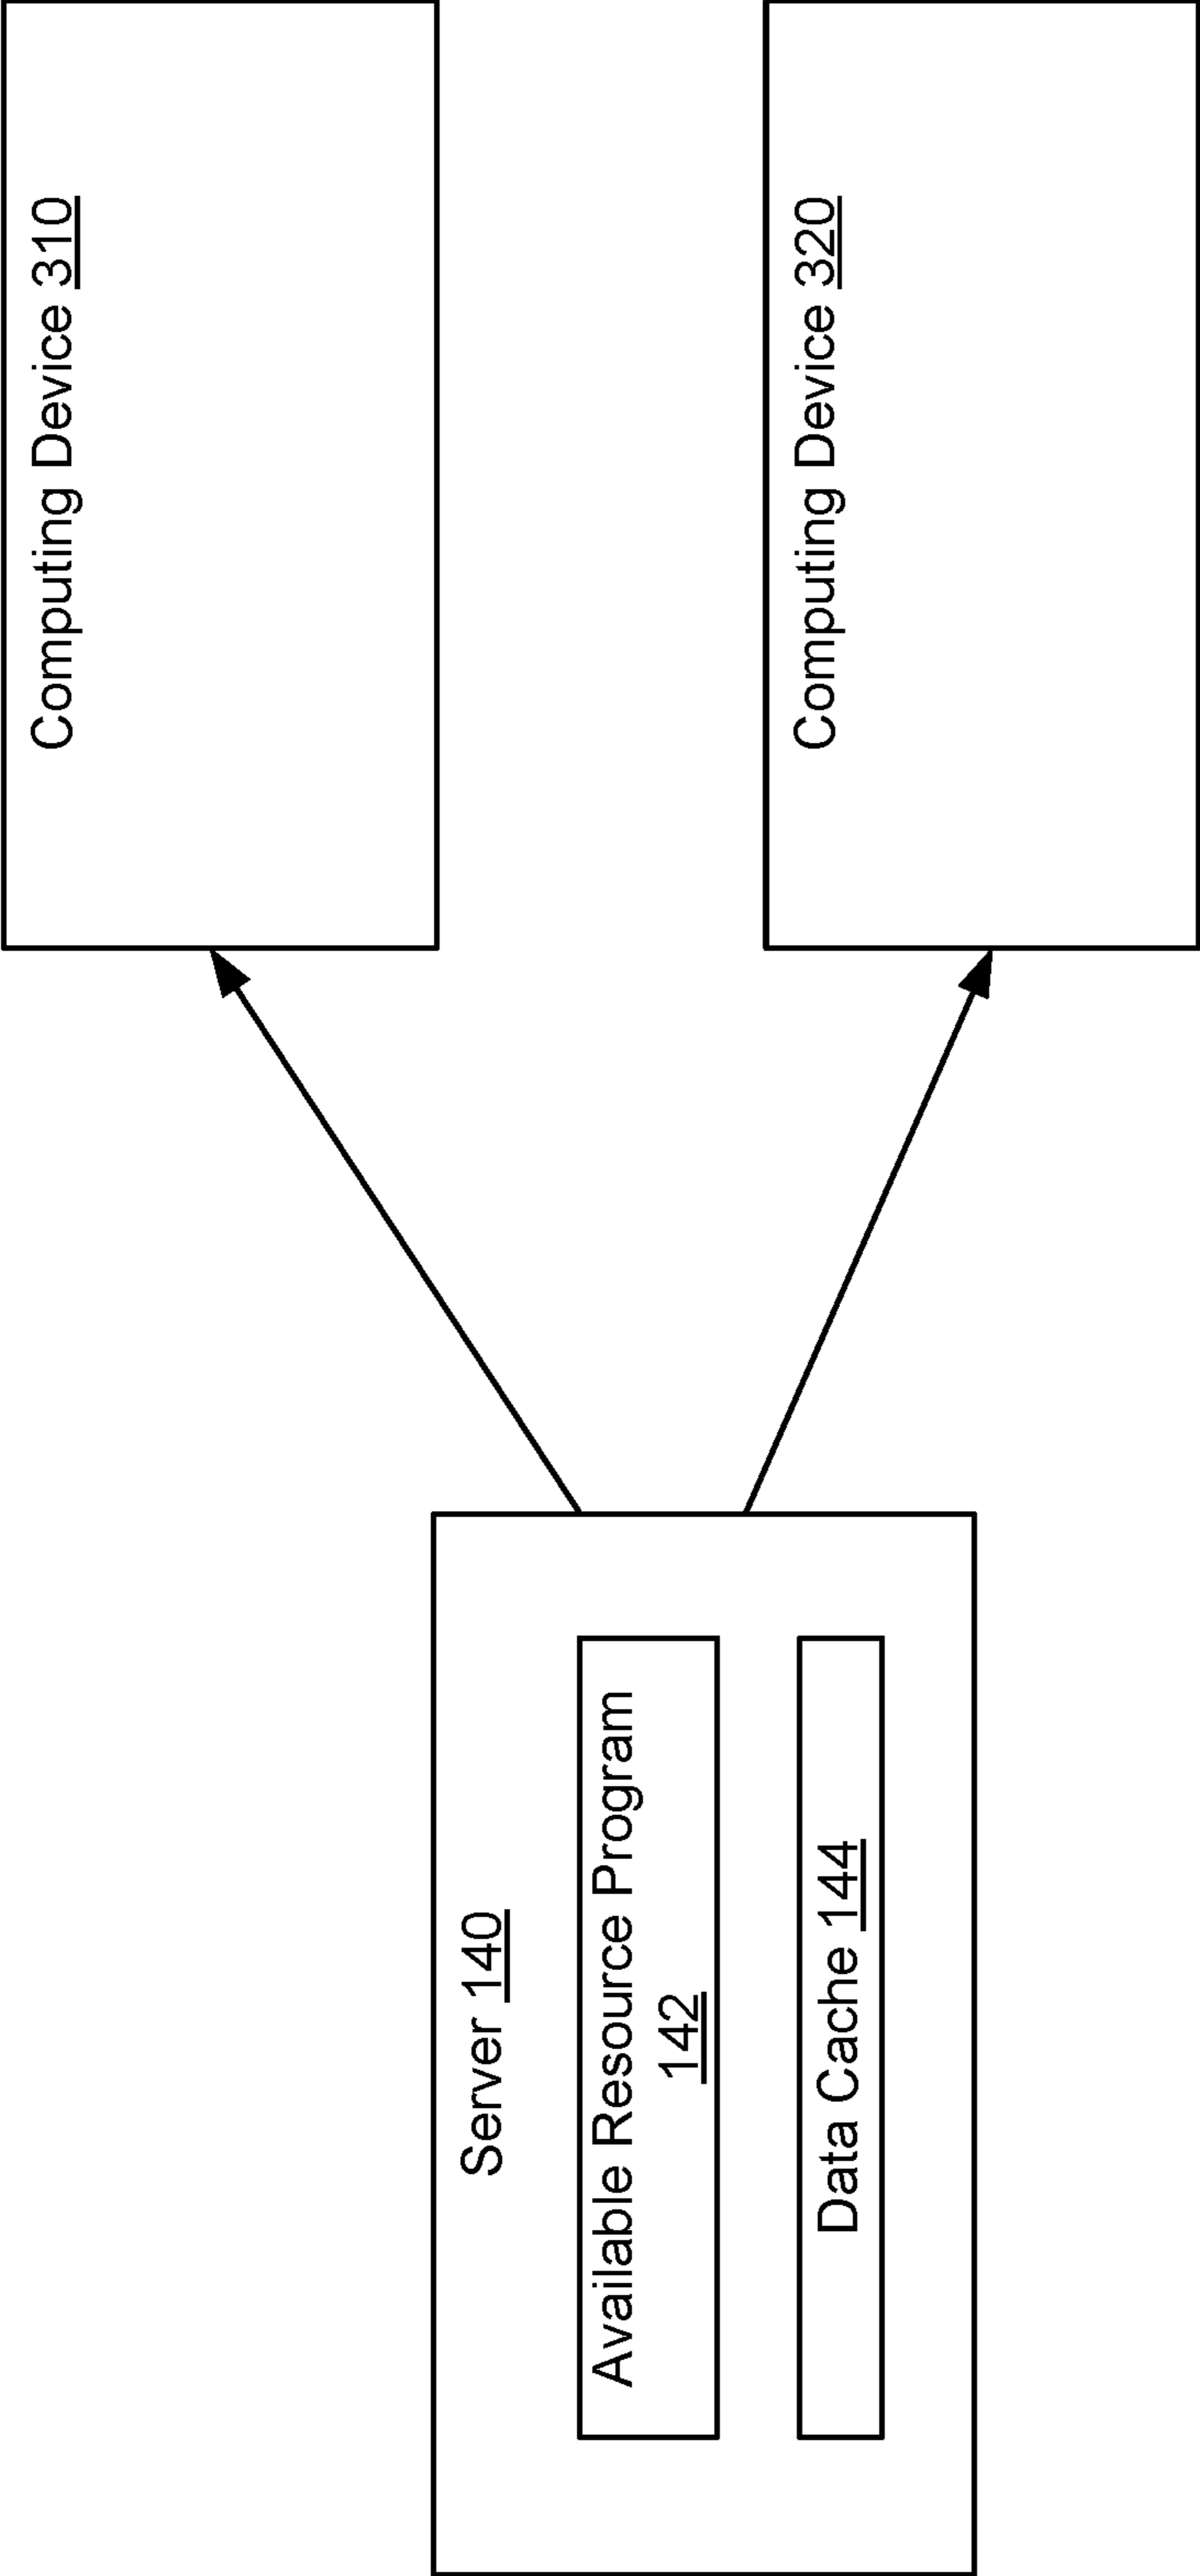 Server 140
Available Resource Program
142
Data Cache 144
Computing Device 310
Computing Device 320